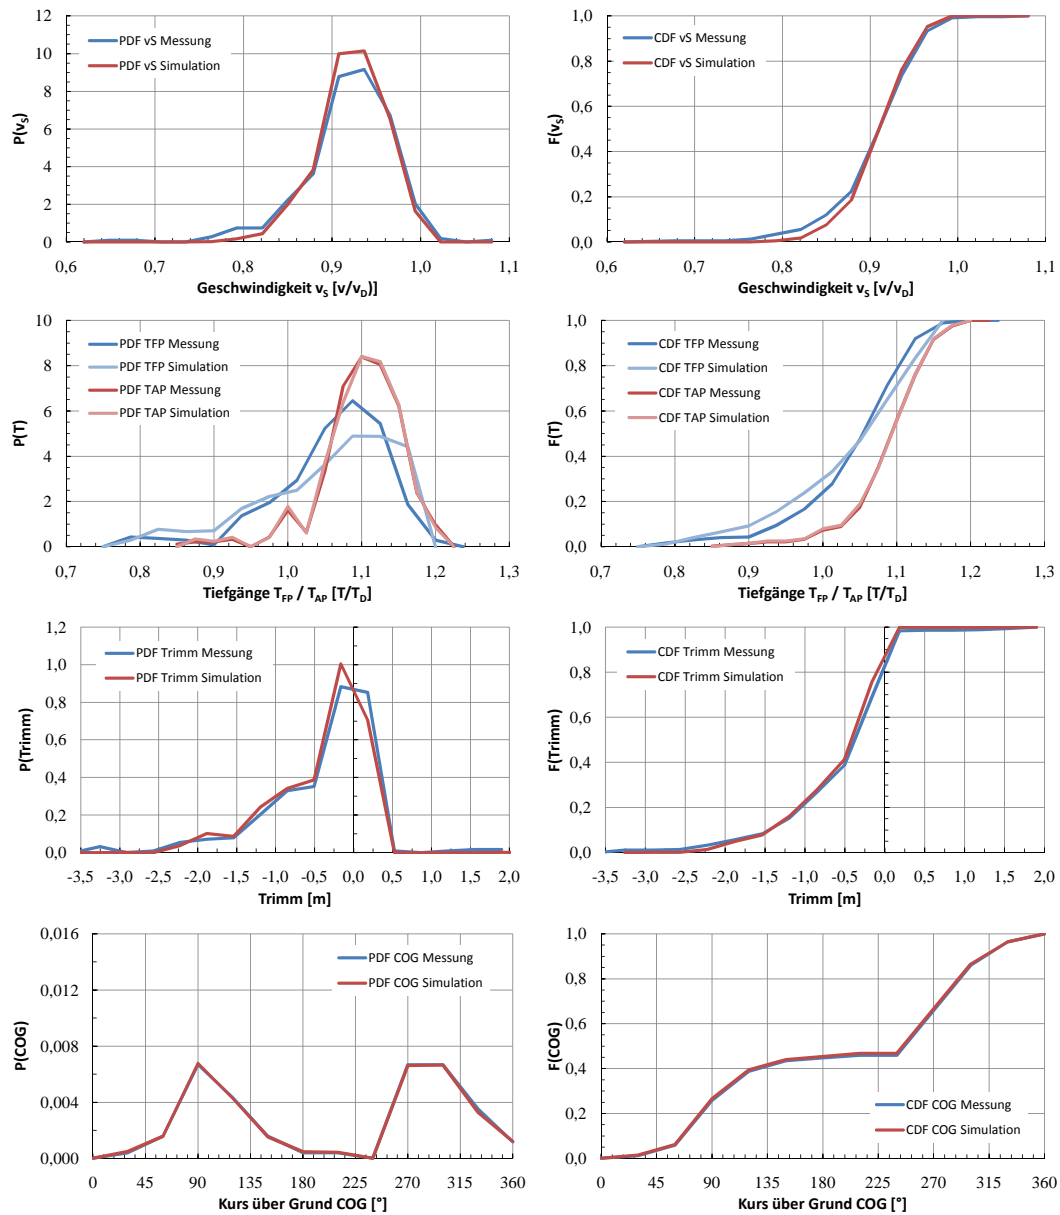 12
10
8
6
4
2
0
P(vS)
PDF vS Messung
PDF vS Simulation
0,6 0,7 0,8 0,9 1,0 1,1
Geschwindigkeit vS [v/vD)]
1,0
0,8
0,6
0,4
0,2
0,0
F(vS)
CDF vS Messung
CDF vS Simulation
0,6 0,7 0,8 0,9 1,0 1,1
Geschwindigkeit vS [v/vD]
10
8
6
4
2
0
P(T)
PDF TFP Messung
PDF TFP Simulation
PDF TAP Messung
PDF TAP Simulation
0,7 0,8 0,9 1,0 1,1 1,2 1,3
Tiefgänge TFP / TAP [T/TD]
1,0
0,8
0,6
0,4
0,2
0,0
F(T)
CDF TFP Messung
CDF TFP Simulation
CDF TAP Messung
CDF TAP Simulation
0,7 0,8 0,9 1,0 1,1 1,2 1,3
Tiefgänge TFP / TAP [T/TD]
1,2
1,0
0,8
0,6
0,4
0,2
0,0
P(Trimm)
PDF Trimm Messung
PDF Trimm Simulation
-3,5 -3,0 -2,5 -2,0 -1,5 -1,0 -0,5 0,0 0,5 1,0 1,5 2,0
Trimm [m]
1,0
0,8
0,6
0,4
0,2
0,0
F(Trimm)
CDF Trimm Messung
CDF Trimm Simulation
-3,5 -3,0 -2,5 -2,0 -1,5 -1,0 -0,5 0,0 0,5 1,0 1,5 2,0
Trimm [m]
0,016
0,012
0,008
0,004
0,000
P(COG)
PDF COG Messung
PDF COG Simulation
0 45 90 135 180 225 270 315 360
Kurs über Grund COG [°]
1,0
0,8
0,6
0,4
0,2
0,0
F(COG)
CDF COG Messung
CDF COG Simulation
0 45 90 135 180 225 270 315 360
Kurs über Grund COG [°]